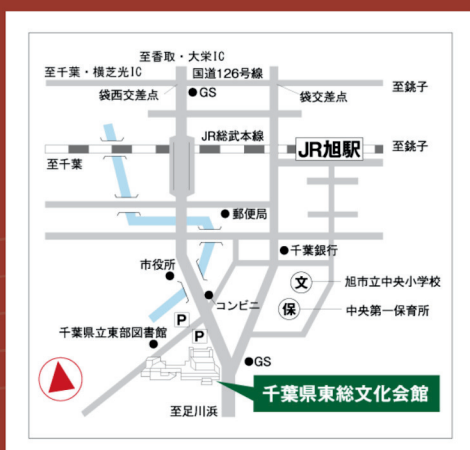 至香取・大栄IC
至千葉・横芝光IC
国道126号線
至銚子
袋西交差点
GS
袋交差点
JR総武本線
JR旭駅
至銚子
至千葉
郵便局
千葉銀行
市役所
文
旭市立中央小学校
コンビニ
保
中央第一保育所
P
千葉県立東部図書館
P
GS
千葉県東総文化会館
至足川浜